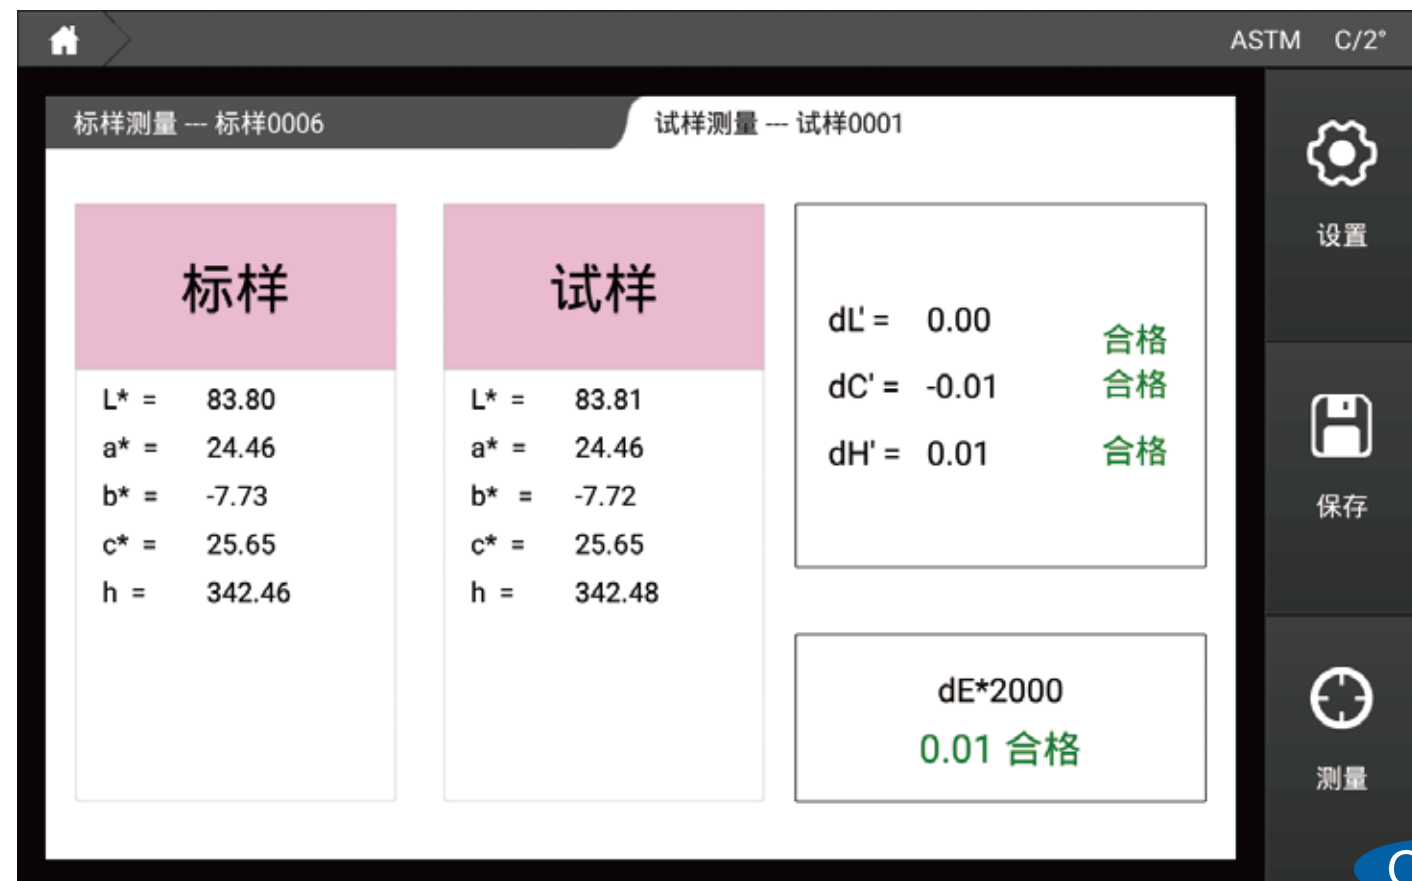 ASTM C/2°
标样测量 --- 标样0006
试样测量 --- 试样0001
标样
L* = 83.80
a* = 24.46
b* = -7.73
c* = 25.65
h = 342.46
试样
L* = 83.81
a* = 24.46
b* = -7.72
c* = 25.65
h = 342.48
dL' = 0.00 合格
dC' = -0.01 合格
dH' = 0.01 合格
dE*2000
0.01 合格
设置
保存
测量